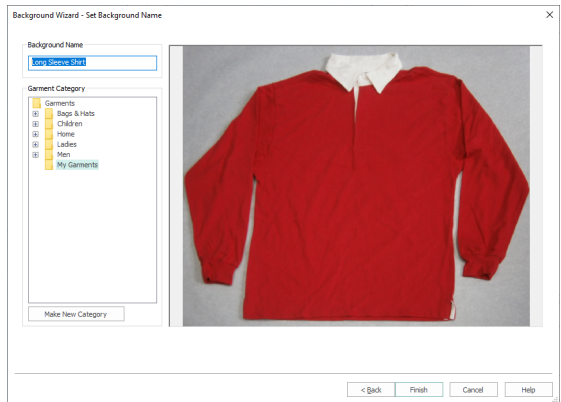 Background Wizard - Set Background Name
Background Name
Long Sleeve Shirt
Garment Category
Garments
Bags & Hats
Children
Home
Ladies
Men
My Garments
Make New Category
< Back
Finish
Cancel
Help